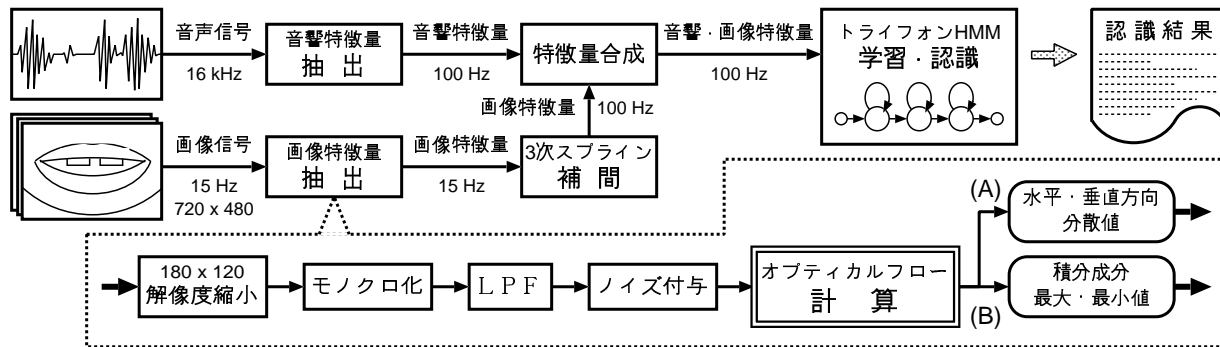 音声信号
16 kHz
音響特徴量
抽出
音響特徴量
100 Hz
特徴量合成
音響・画像特徴量
100 Hz
トライフォンHMM
学習・認識
認識結果
画像特徴量
100 Hz
画像信号
15 Hz
720 x 480
画像特徴量
抽出
画像特徴量
15 Hz
3次スプライン
補間
180 x 120
解像度縮小
モノクロ化
LPF
ノイズ付与
オプティカルフロー
計算
(A)
水平・垂直方向
分散値
(B)
積分成分
最大・最小値